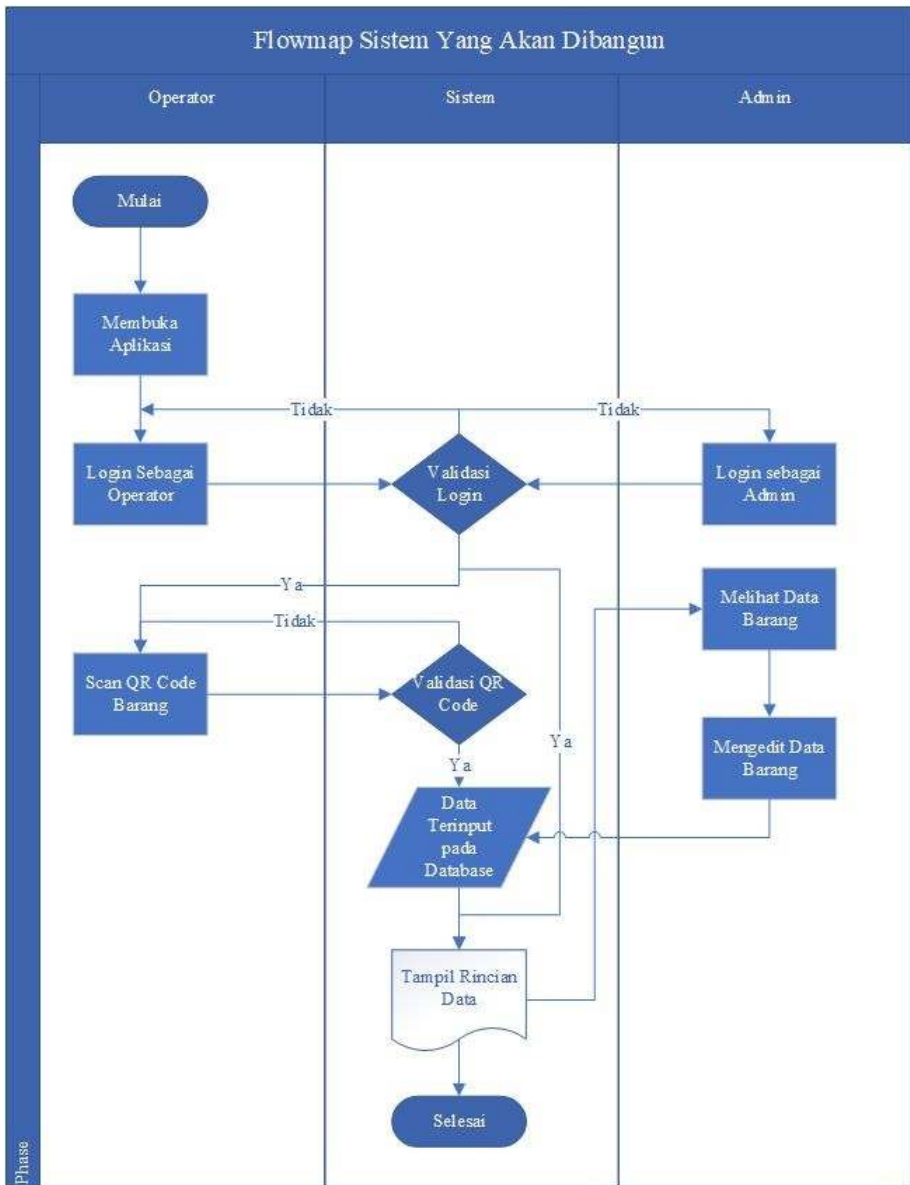 Flowmap Sistem Yang Akan Dibangun
Operator
Sistem
Admin
Mulai
Membuka
Aplikasi
Tidak
Tidak
Login Sebagai
Operator
Validasi
Login
Login sebagai
Admin
Ya
Melihat Data
Barang
Tidak
Scan QR Code
Barang
Validasi QR
Code
Ya
Mengedit Data
Barang
Ya
Data
Terinput
pada
Database
Tampil Rincian
Data
Selesai
Phase